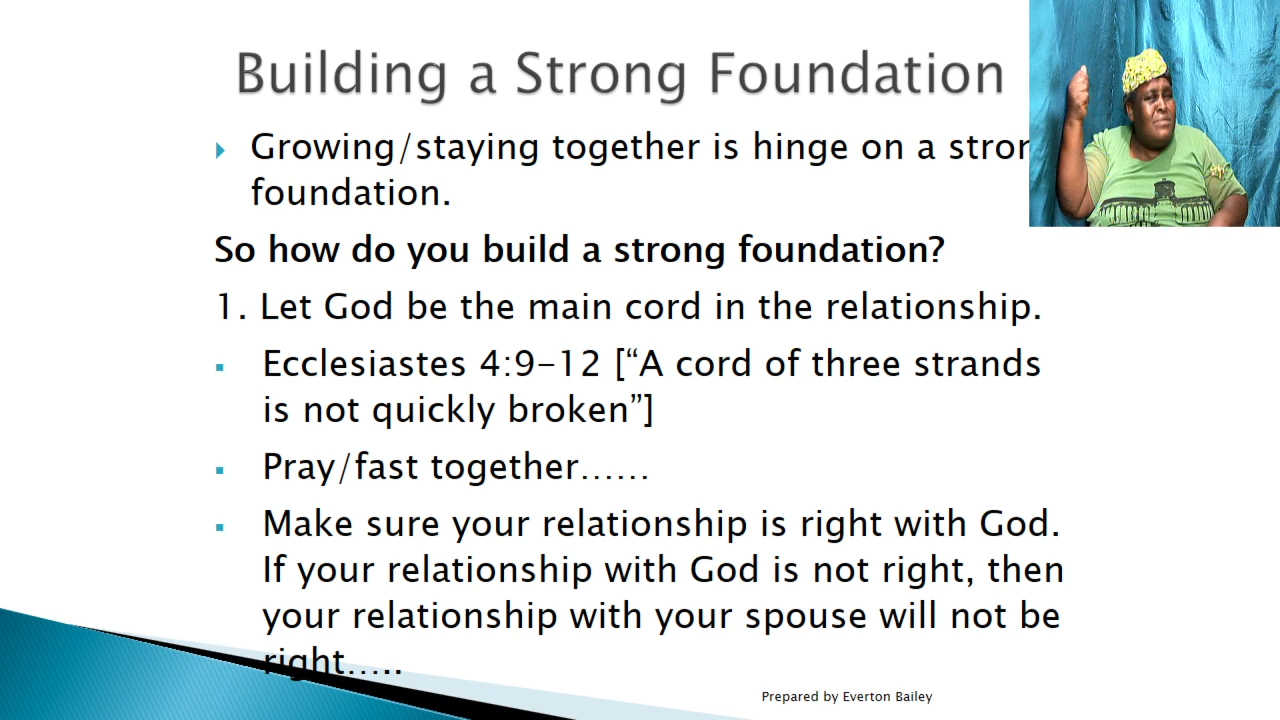 Building a Strong Foundation
Growing/staying together is hinge on a
foundation.
So how do you build a strong foundation?
1. Let God be the main cord in the relationship.
Ecclesiastes 4:9-12 [“A cord of three strands
is not quickly broken”]
Pray/fast together......
Make sure your relationship is right with God.
If your relationship with God is not right, then
your relationship with your spouse will not be
right.....
Prepared by Everton Bailey